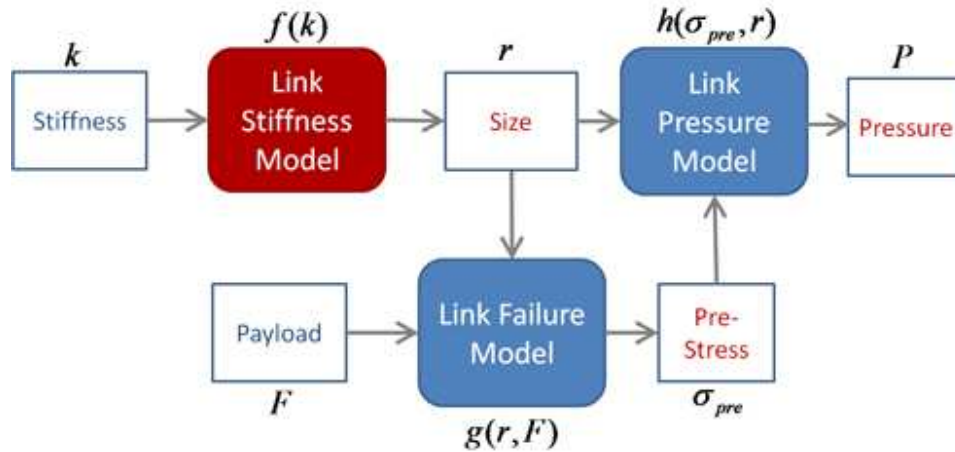 k
f(k)
r
h(σpre, r)
P
Stiffness
Link
Stiffness
Model
Size
Link
Pressure
Model
Pressure
Payload
Link Failure
Model
Pre-
Stress
F
g(r, F)
σpre